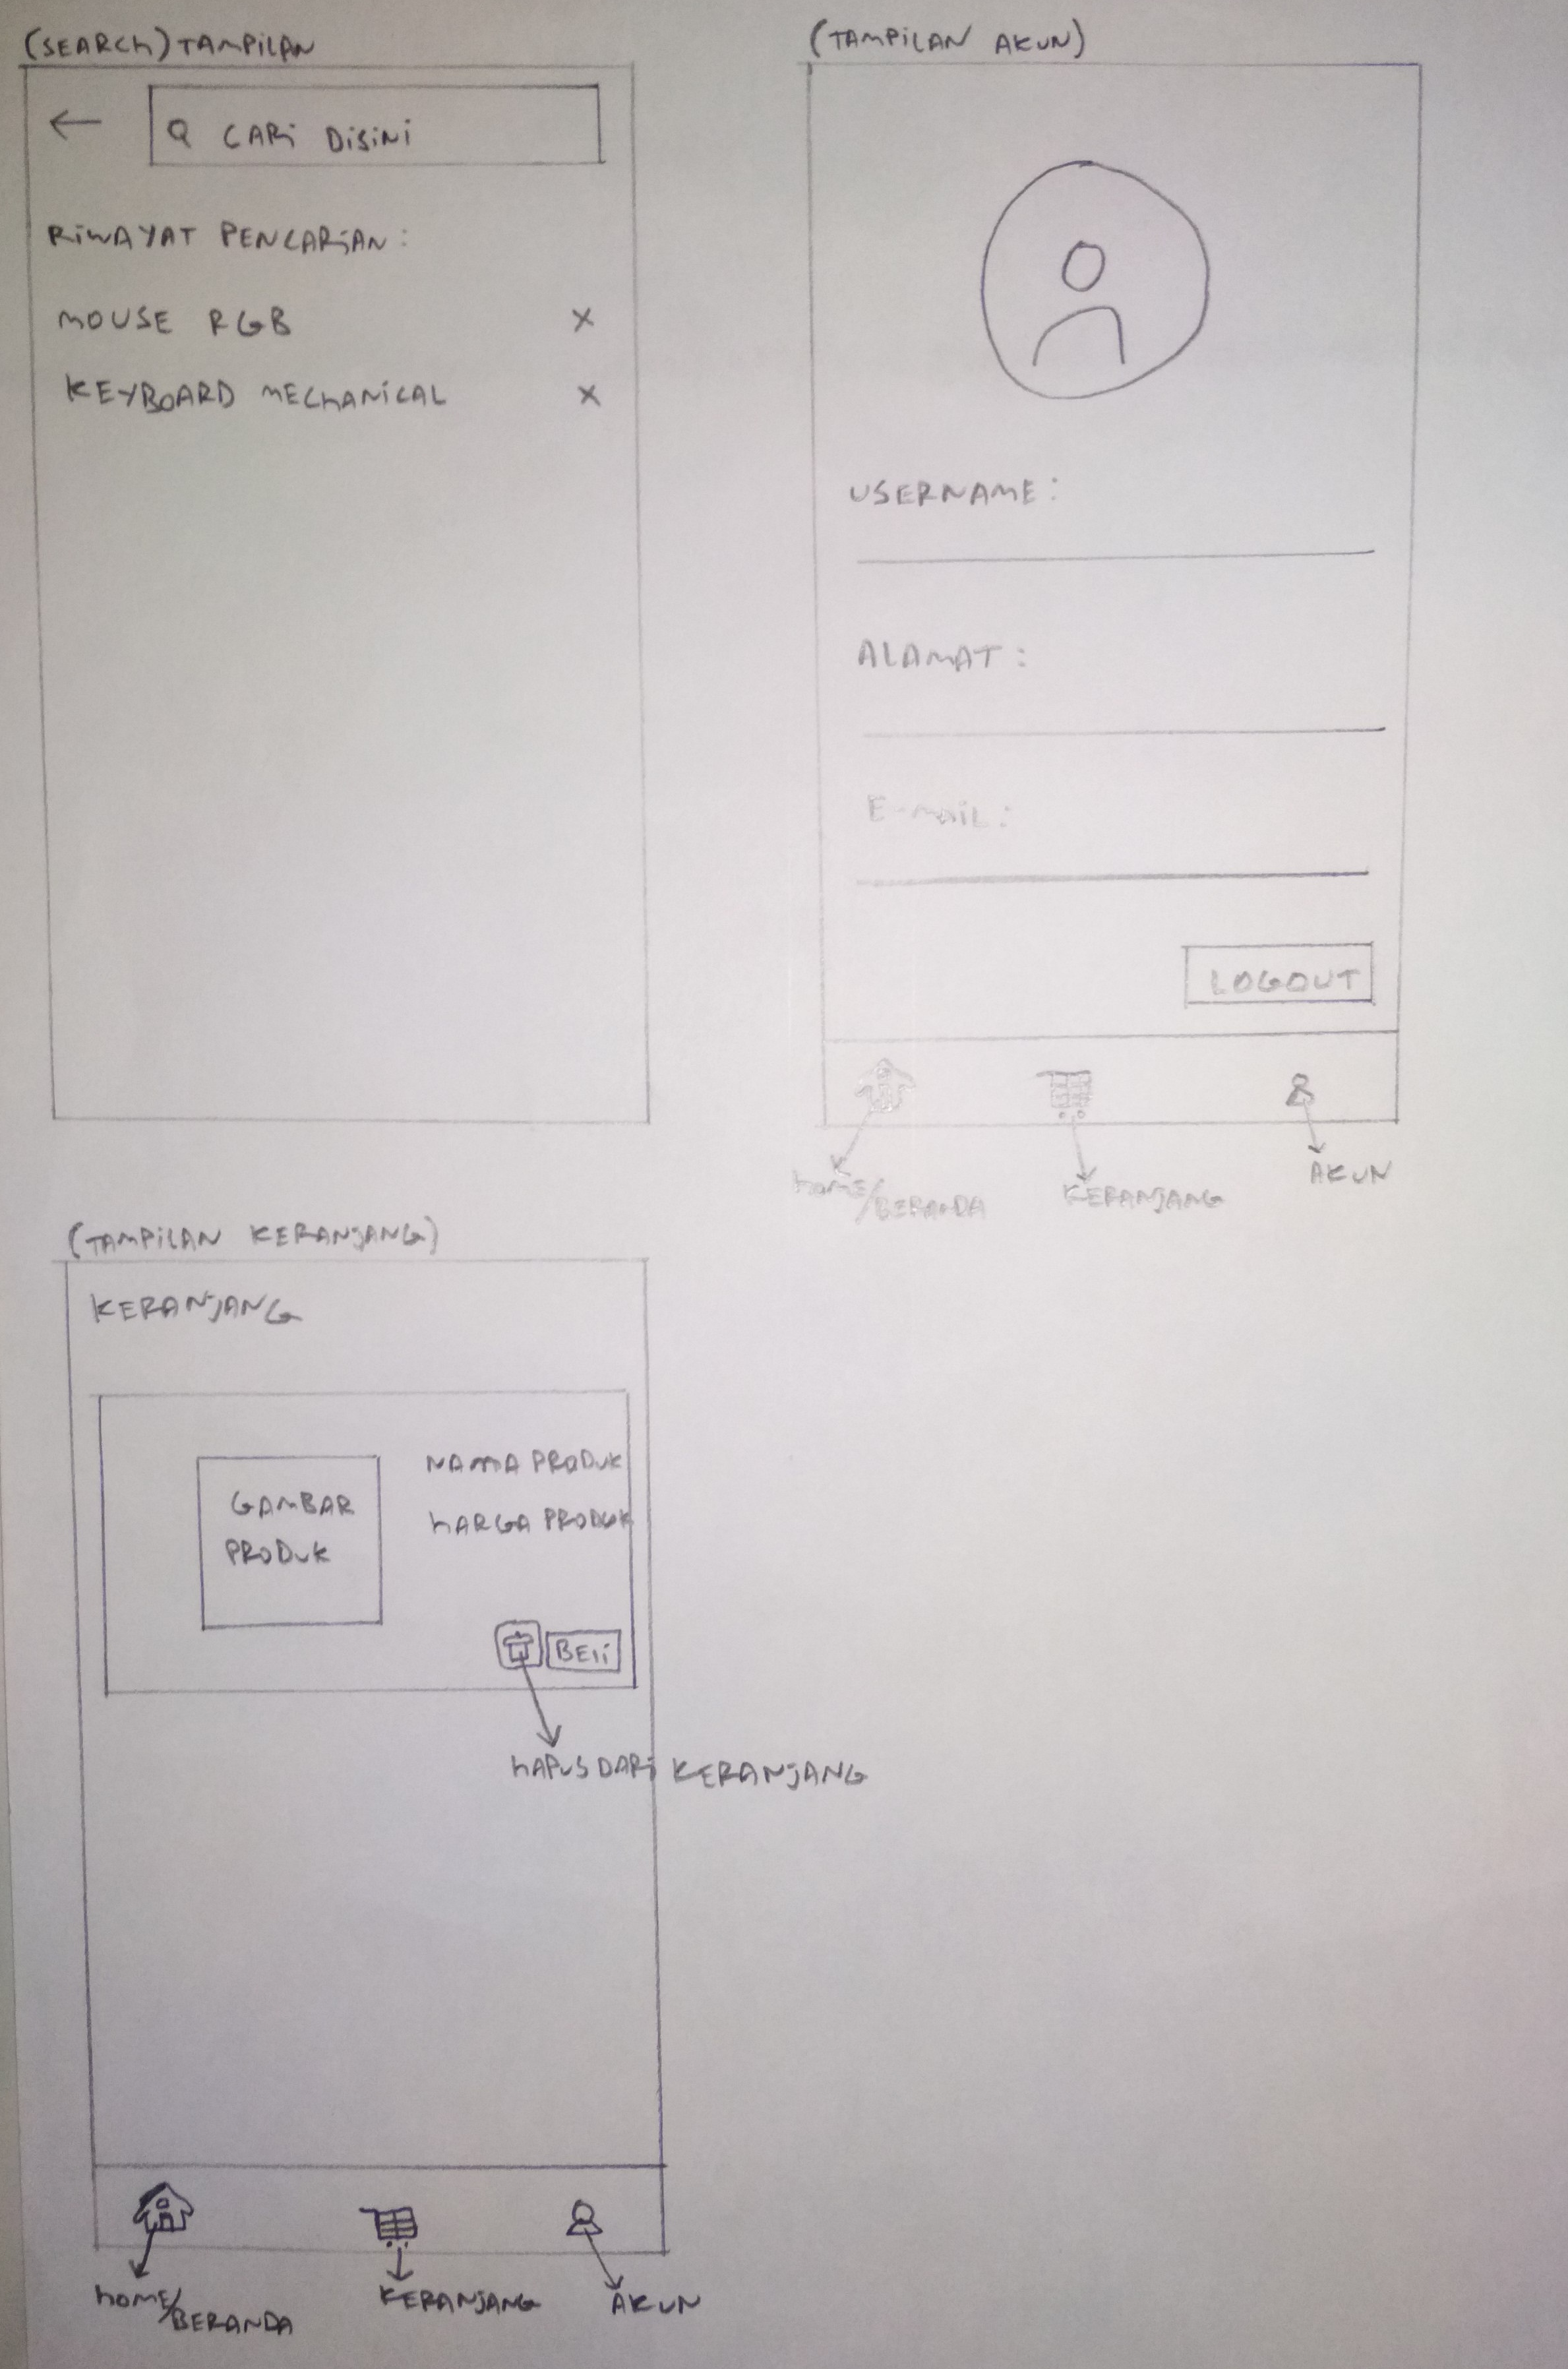 (SEARCH) TAMPILAN
CARI DISINI
RIWAYAT PENCARIAN :
MOUSE RGB X
KEYBOARD MECHANICAL X
(TAMPILAN AKUN)
USERNAME :
ALAMAT :
E-MAIL :
LOGOUT
HOME/BERANDA
KERANJANG
AKUN
(TAMPILAN KERANJANG)
KERANJANG
GAMBAR
PRODUK
NAMA PRODUK
HARGA PRODUK
BELI
HAPUS DARI KERANJANG
HOME/BERANDA
KERANJANG
AKUN